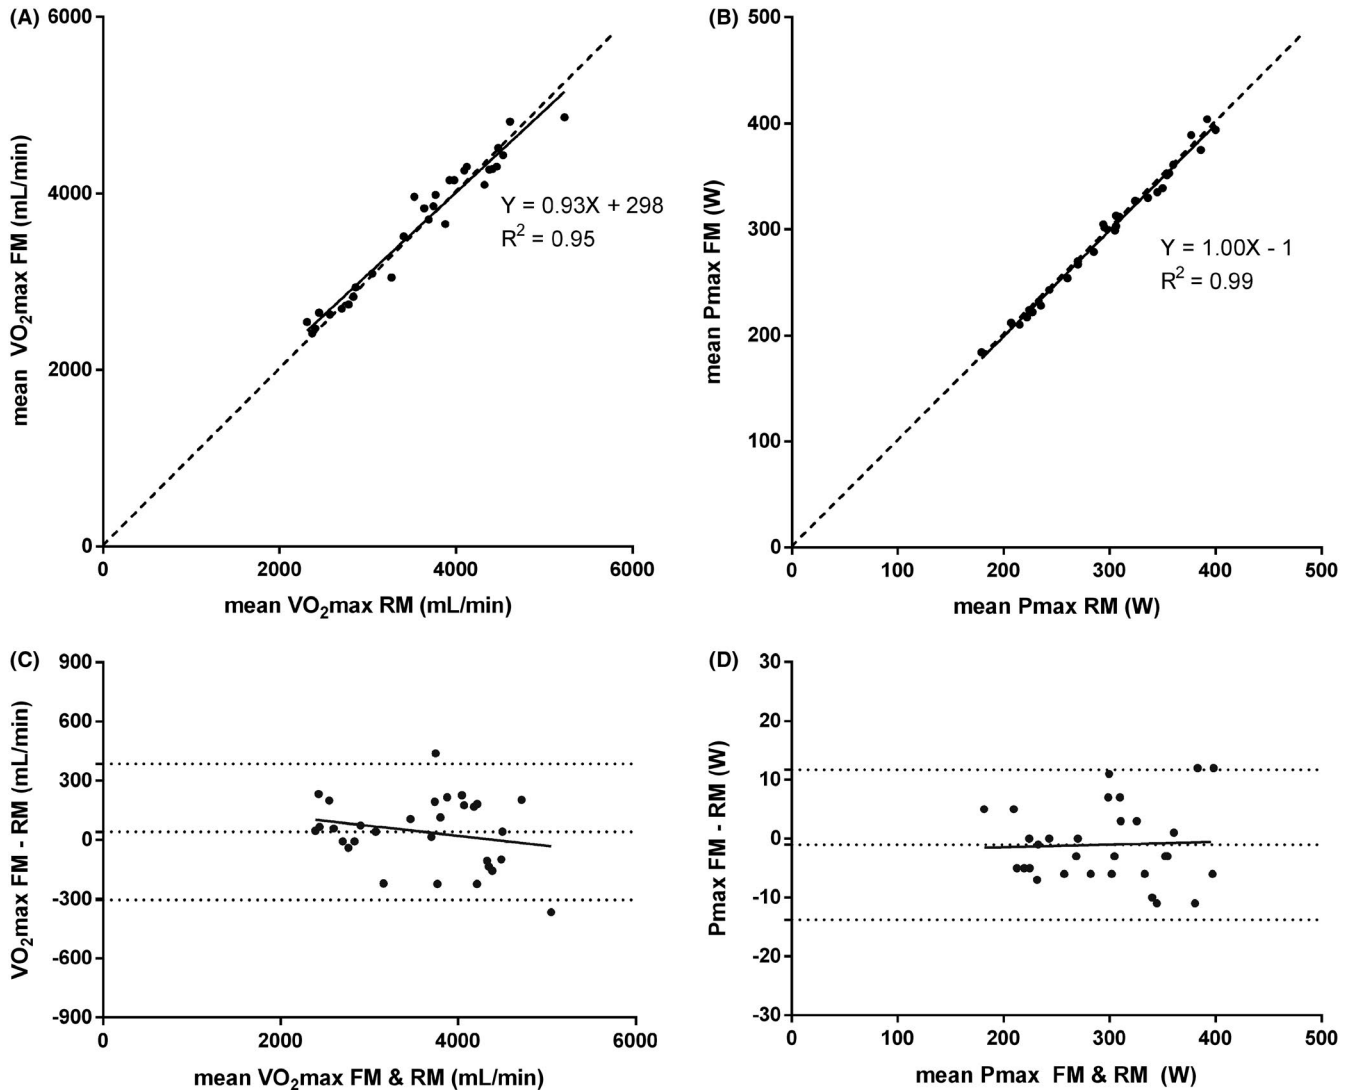 (A)
6000
4000
2000
0
0 2000 4000 6000
mean VO₂max FM (mL/min)
mean VO₂max RM (mL/min)
Y = 0.93X + 298
R² = 0.95
(B)
500
400
300
200
100
0
0 100 200 300 400 500
mean Pmax FM (W)
mean Pmax RM (W)
Y = 1.00X - 1
R² = 0.99
(C)
900
600
300
0
-300
-600
-900
0 2000 4000 6000
VO₂max FM - RM (mL/min)
mean VO₂max FM & RM (mL/min)
(D)
30
20
10
0
-10
-20
-30
0 100 200 300 400 500
Pmax FM - RM (W)
mean Pmax FM & RM (W)